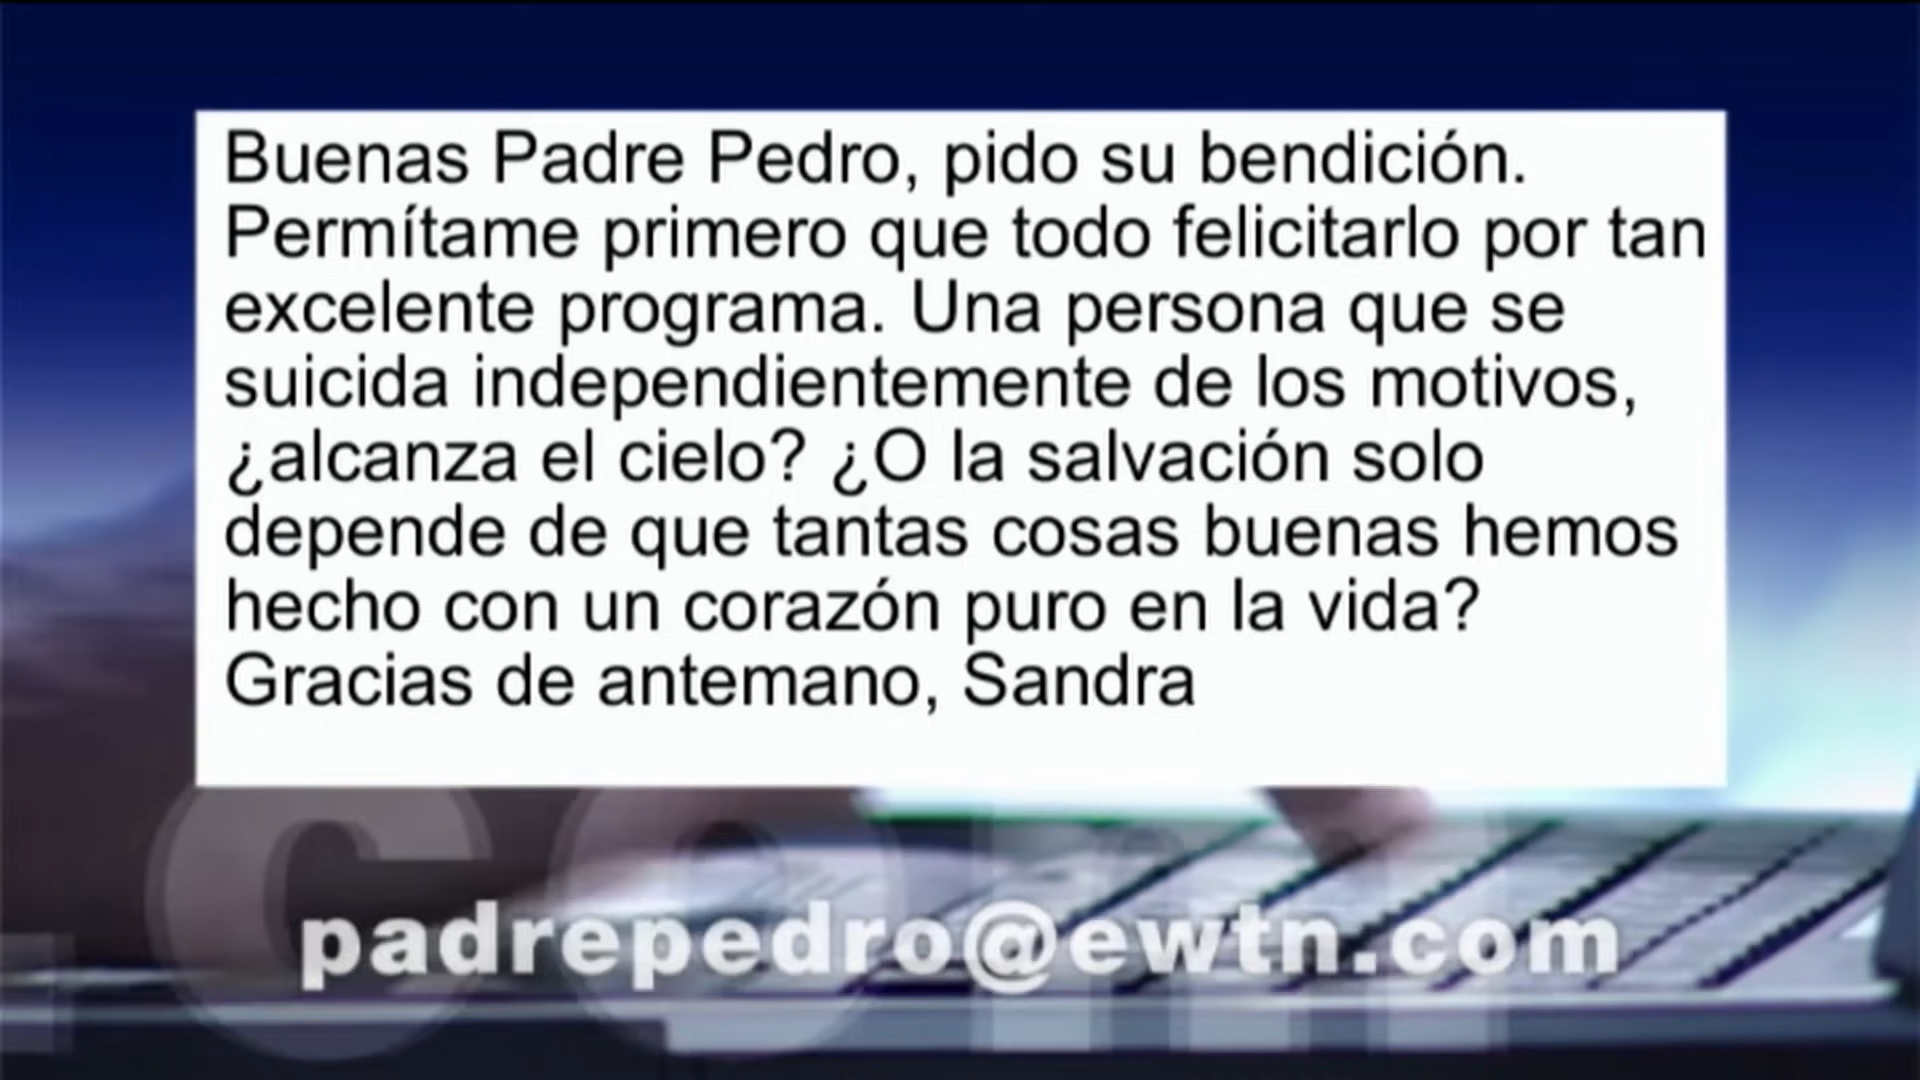 Buenas Padre Pedro, pido su bendición.
Permítame primero que todo felicitarlo por tan
excelente programa. Una persona que se
suicida independientemente de los motivos,
¿alcanza el cielo? ¿O la salvación solo
depende de que tantas cosas buenas hemos
hecho con un corazón puro en la vida?
Gracias de antemano, Sandra
.com
padrepedro@ewtn.com